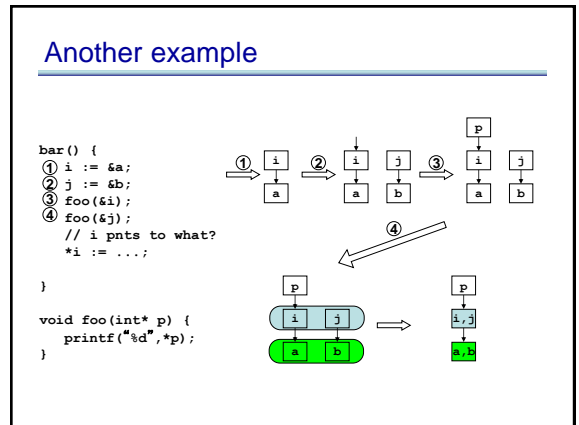 Another example
bar() {
① i := &a;
② j := &b;
③ foo(&i);
④ foo(&j);
// i pnts to what?
*i := ...;
}
void foo(int* p) {
printf("%d",*p);
}
①
i
a
②
i j
a b
③
p
i j
a b
④
p
i j
a b
p
i,j
a,b